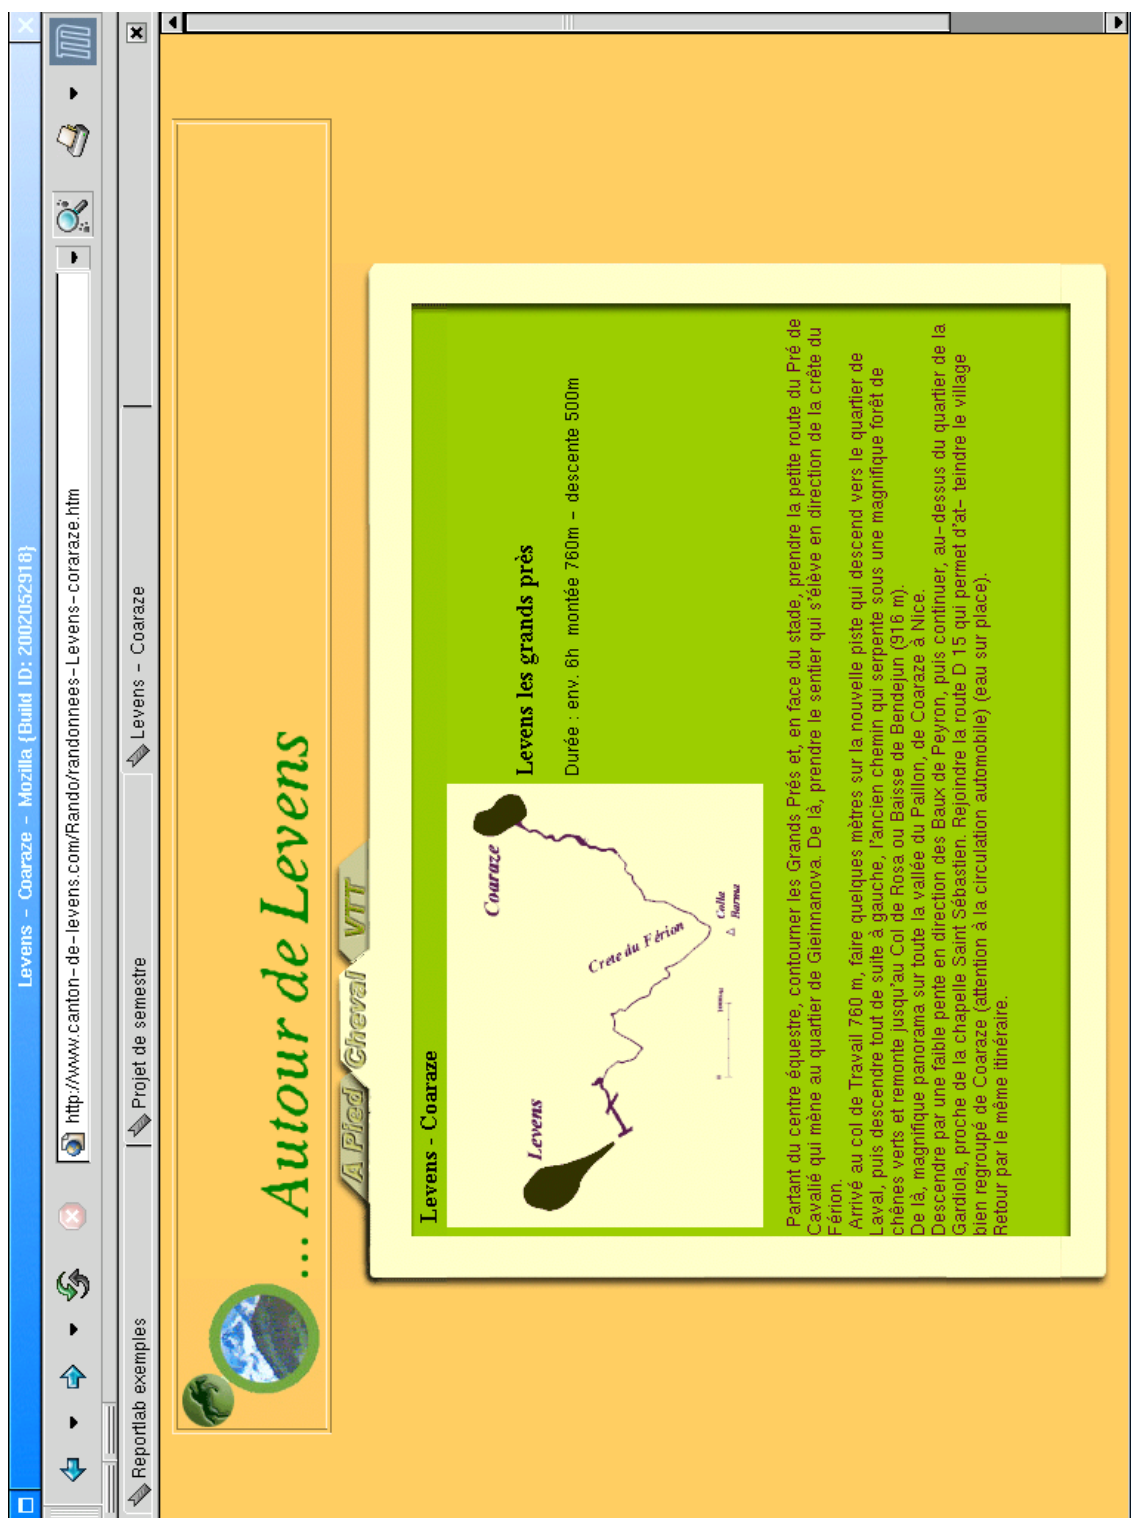 Levens - Coaraze - Mozilla {Build ID: 2002052918}
http://www.canton-de-levens.com/Rando/randonnees-Levens-coraraze.htm
Reportlab exemples
Projet de semestre
Levens - Coaraze
... Autour de Levens
A Pied
Cheval
VTT
Levens - Coaraze
Levens
Coaraze
Crete du Férion
Colla
Barma
0
1000m
Levens les grands près
Durée : env. 6h montée 760m - descente 500m
Partant du centre équestre, contourner les Grands Prés et, en face du stade, prendre la petite route du Pré de
Cavalié qui mène au quartier de Gieinnanova. De là, prendre le sentier qui s'élève en direction de la crête du
Férion.
Arrivé au col de Travail 760 m, faire quelques mètres sur la nouvelle piste qui descend vers le quartier de
Laval, puis descendre tout de suite à gauche, l'ancien chemin qui serpente sous une magnifique forêt de
chênes verts et remonte jusqu'au Col de Rosa ou Baisse de Bendejun (916 m).
De là, magnifique panorama sur toute la vallée du Paillon, de Coaraze à Nice.
Descendre par une faible pente en direction des Baux de Peyron, puis continuer, au-dessus du quartier de la
Gardiola, proche de la chapelle Saint Sébastien. Rejoindre la route D 15 qui permet d'at- teindre le village
bien regroupé de Coaraze (attention à la circulation automobile) (eau sur place).
Retour par le même itinéraire.